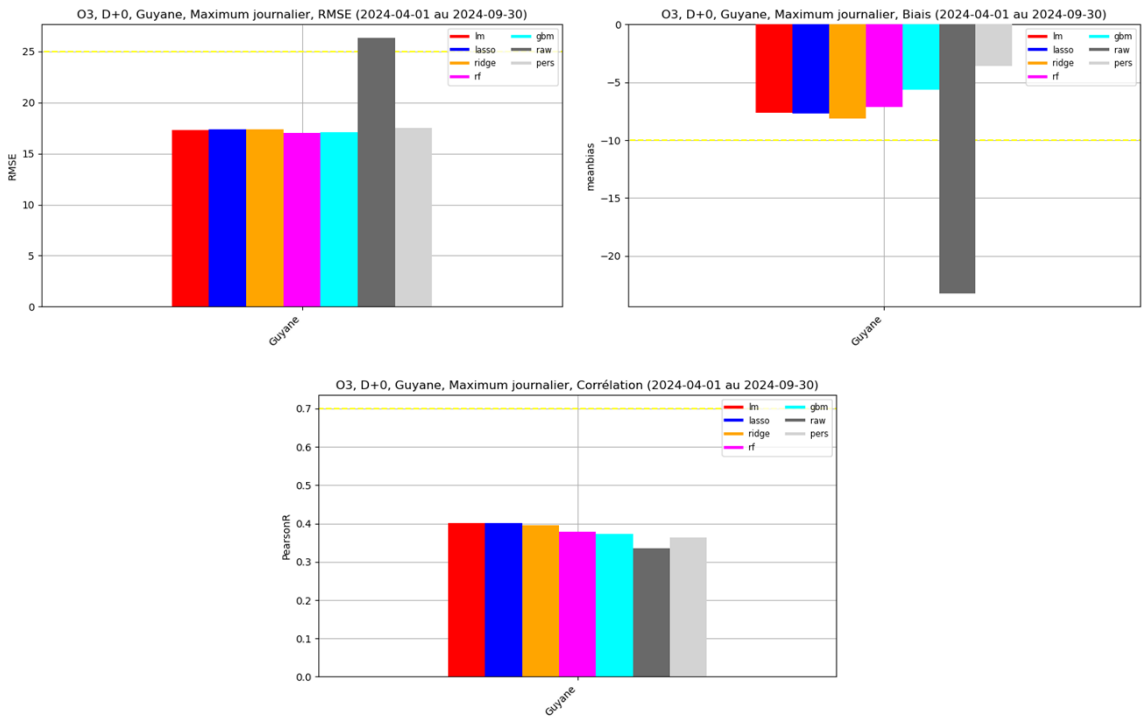 O3, D+0, Guyane, Maximum journalier, RMSE (2024-04-01 au 2024-09-30)
25
20
15
10
5
0
RMSE
lm
lasso
ridge
rf
gbm
raw
pers
Guyane
O3, D+0, Guyane, Maximum journalier, Biais (2024-04-01 au 2024-09-30)
0
−5
−10
−15
−20
meanbias
lm
lasso
ridge
rf
gbm
raw
pers
Guyane
O3, D+0, Guyane, Maximum journalier, Corrélation (2024-04-01 au 2024-09-30)
0.7
0.6
0.5
0.4
0.3
0.2
0.1
0.0
PearsonR
lm
lasso
ridge
rf
gbm
raw
pers
Guyane